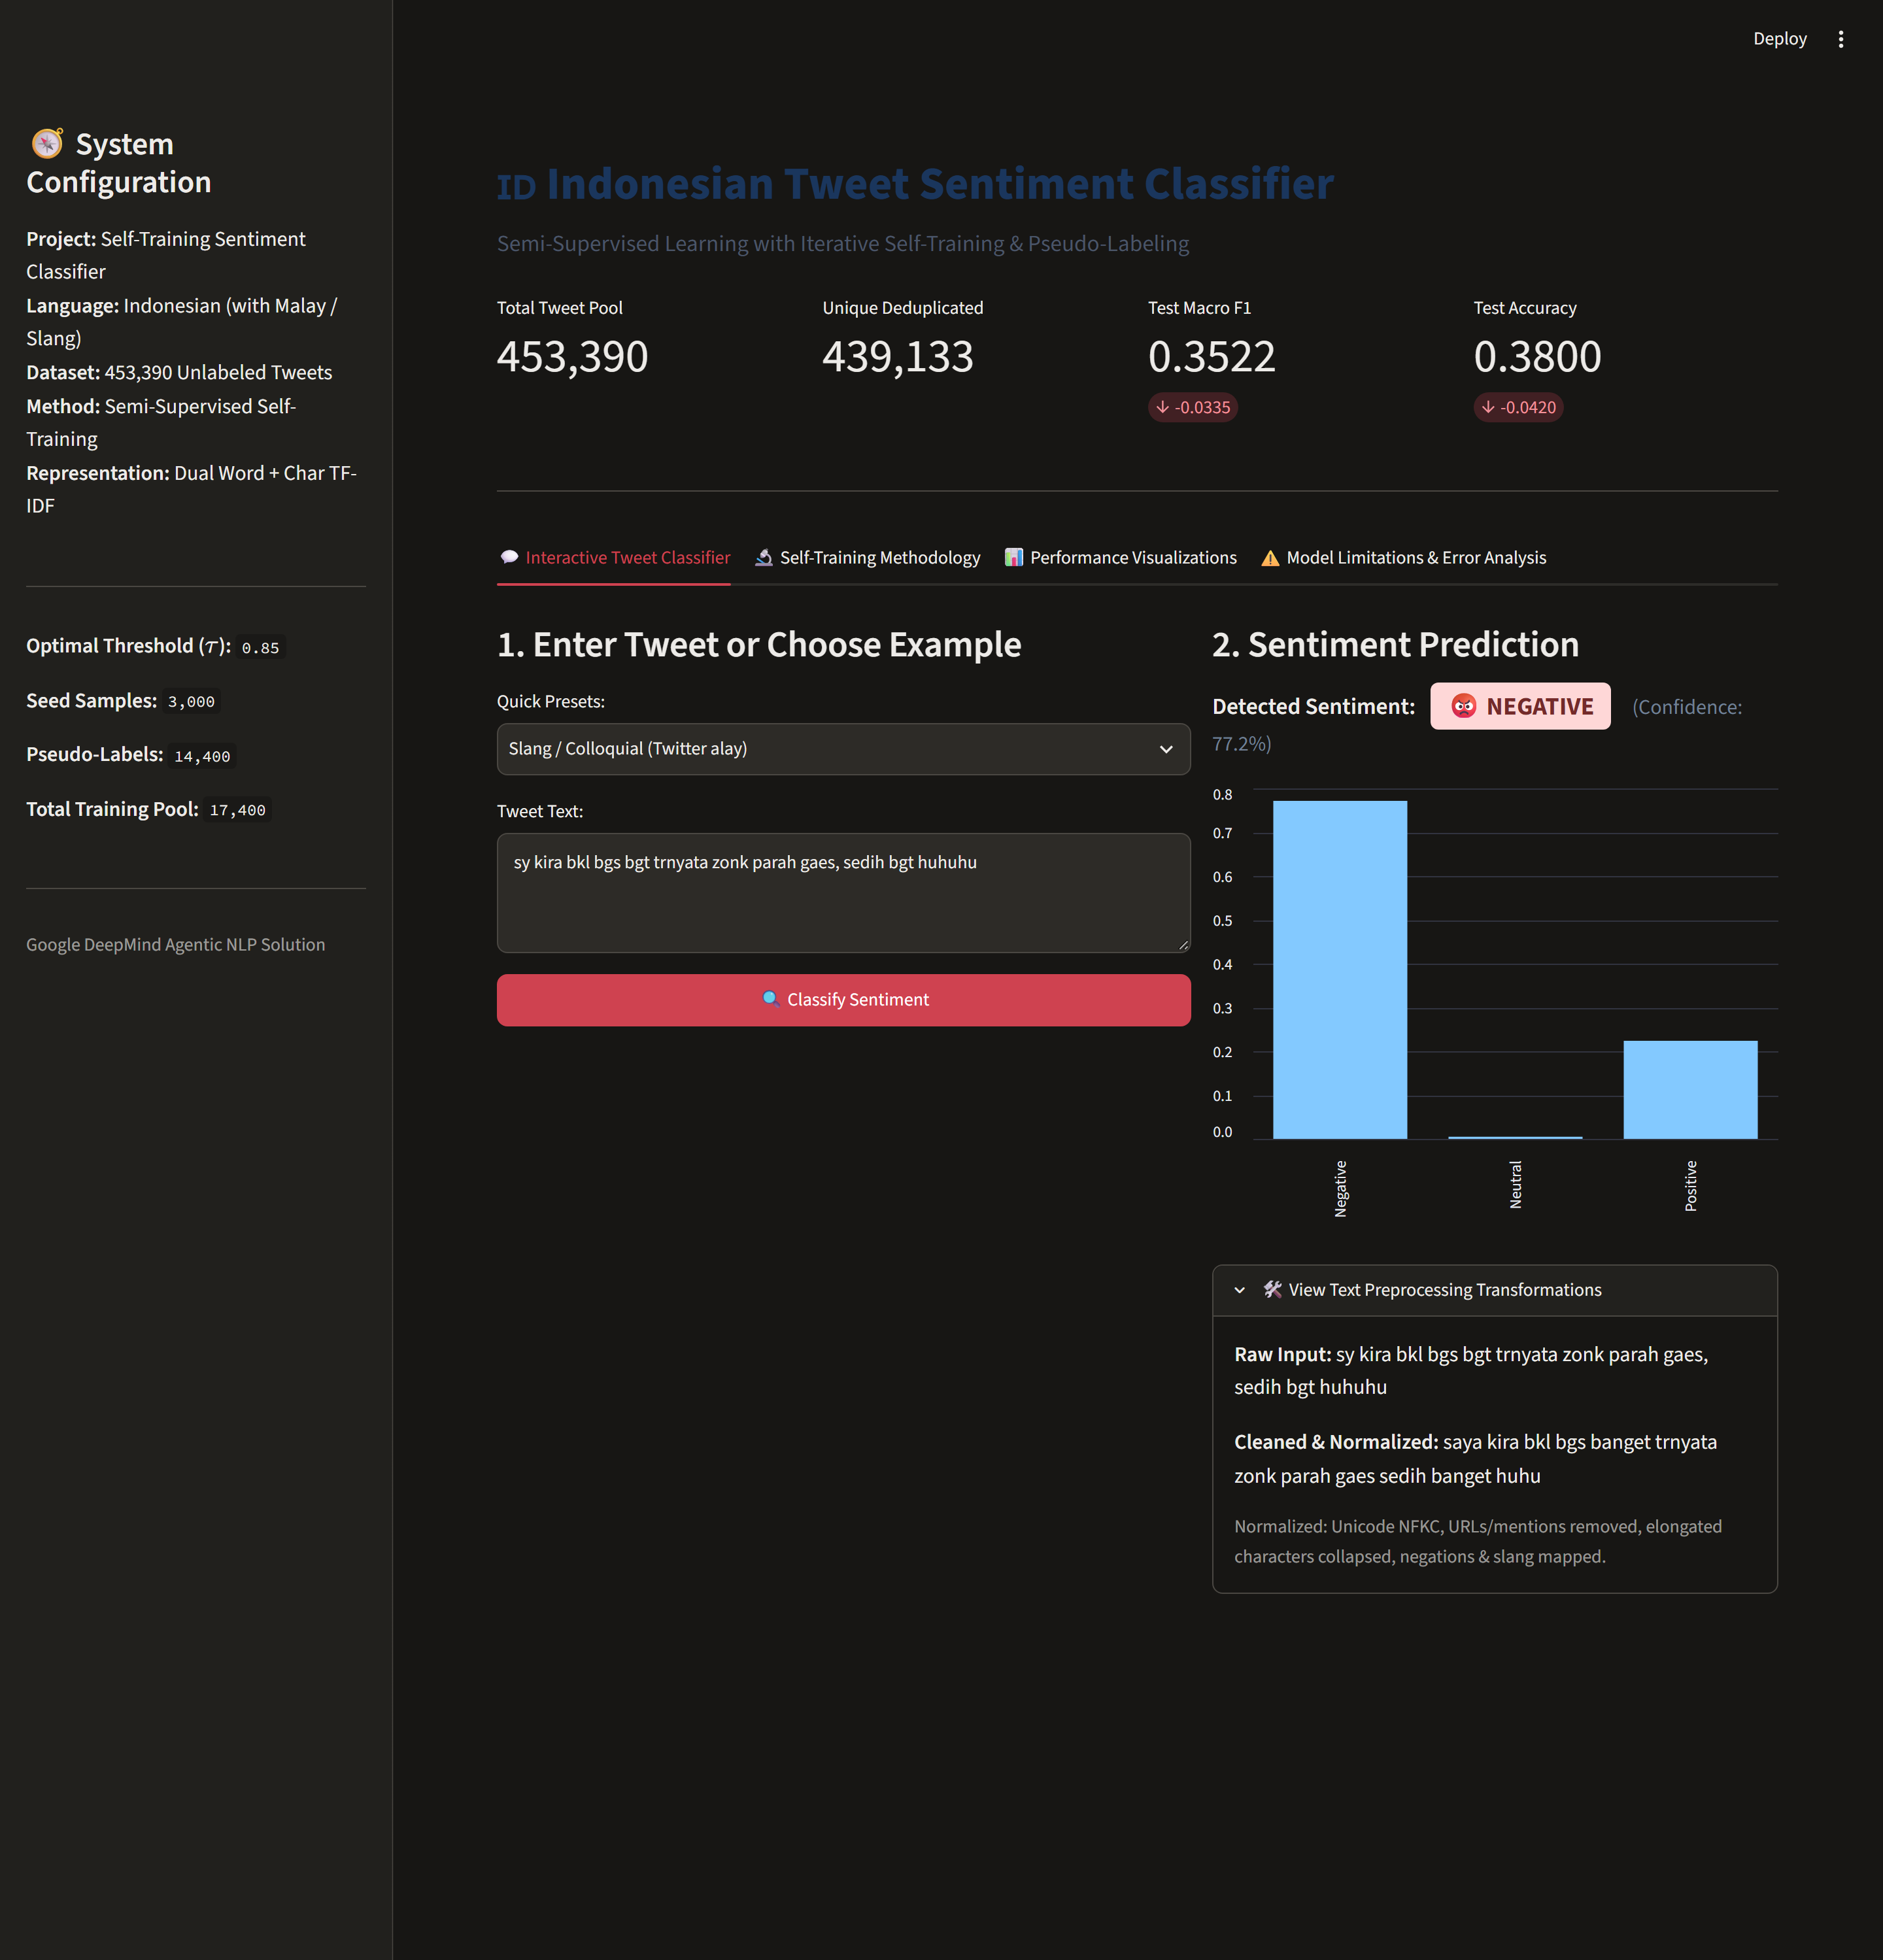 Deploy
System
Configuration
Project: Self-Training Sentiment
Classifier
Language: Indonesian (with Malay /
Slang)
Dataset: 453,390 Unlabeled Tweets
Method: Semi-Supervised Self-
Training
Representation: Dual Word + Char TF-
IDF
Optimal Threshold (τ): 0.85
Seed Samples: 3,000
Pseudo-Labels: 14,400
Total Training Pool: 17,400
Google DeepMind Agentic NLP Solution
ID Indonesian Tweet Sentiment Classifier
Semi-Supervised Learning with Iterative Self-Training & Pseudo-Labeling
Total Tweet Pool
453,390
Unique Deduplicated
439,133
Test Macro F1
0.3522
↓ -0.0335
Test Accuracy
0.3800
↓ -0.0420
Interactive Tweet Classifier
Self-Training Methodology
Performance Visualizations
Model Limitations & Error Analysis
1. Enter Tweet or Choose Example
Quick Presets:
Slang / Colloquial (Twitter alay)
Tweet Text:
sy kira bkl bgs bgt trnyata zonk parah gaes, sedih bgt huhuhu
Classify Sentiment
2. Sentiment Prediction
Detected Sentiment: NEGATIVE (Confidence:
77.2%)
0.8
0.7
0.6
0.5
0.4
0.3
0.2
0.1
0.0
Negative
Neutral
Positive
View Text Preprocessing Transformations
Raw Input: sy kira bkl bgs bgt trnyata zonk parah gaes,
sedih bgt huhuhu
Cleaned & Normalized: saya kira bkl bgs banget trnyata
zonk parah gaes sedih banget huhu
Normalized: Unicode NFKC, URLs/mentions removed, elongated
characters collapsed, negations & slang mapped.